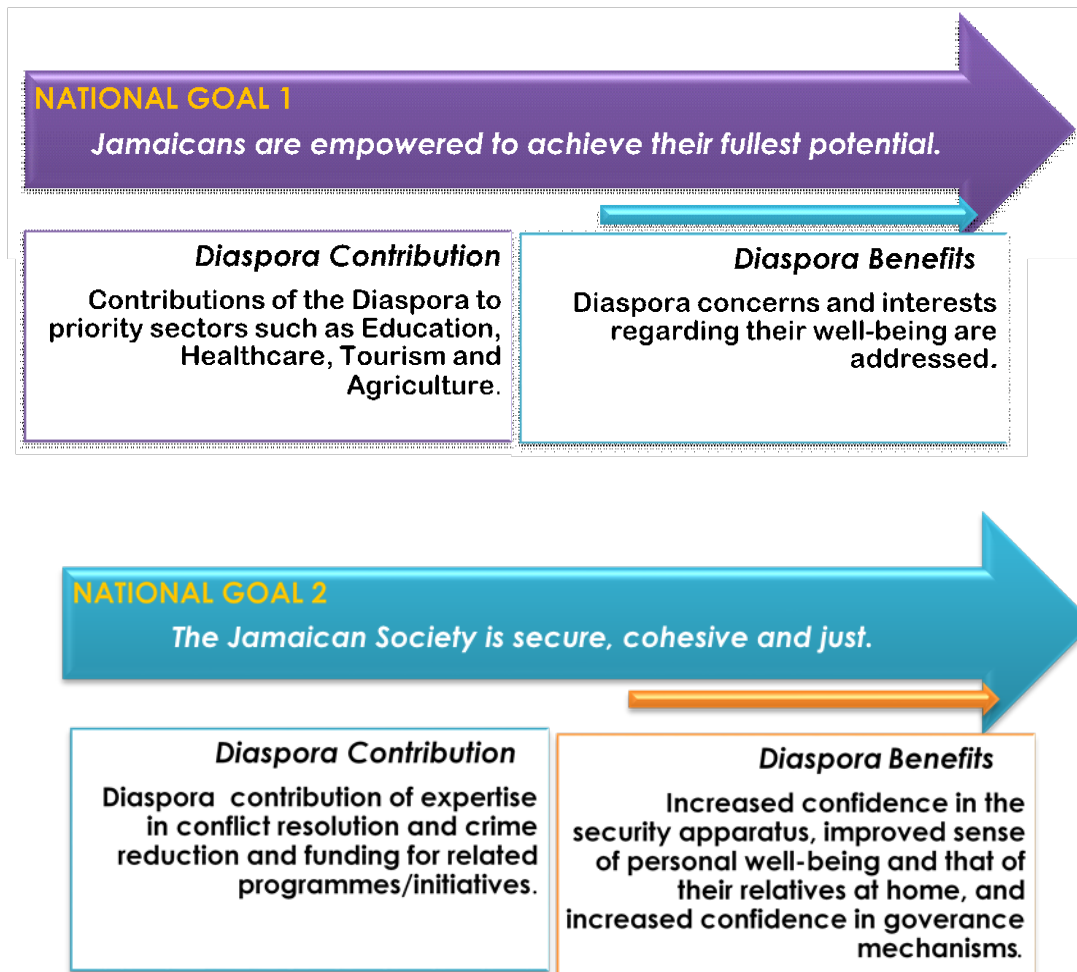 NATIONAL GOAL 1
Jamaicans are empowered to achieve their fullest potential.
Diaspora Contribution
Contributions of the Diaspora to
priority sectors such as Education,
Healthcare, Tourism and
Agriculture.
Diaspora Benefits
Diaspora concerns and interests
regarding their well-being are
addressed.
NATIONAL GOAL 2
The Jamaican Society is secure, cohesive and just.
Diaspora Contribution
Diaspora contribution of expertise
in conflict resolution and crime
reduction and funding for related
programmes/initiatives.
Diaspora Benefits
Increased confidence in the
security apparatus, improved sense
of personal well-being and that of
their relatives at home, and
increased confidence in goverance
mechanisms.